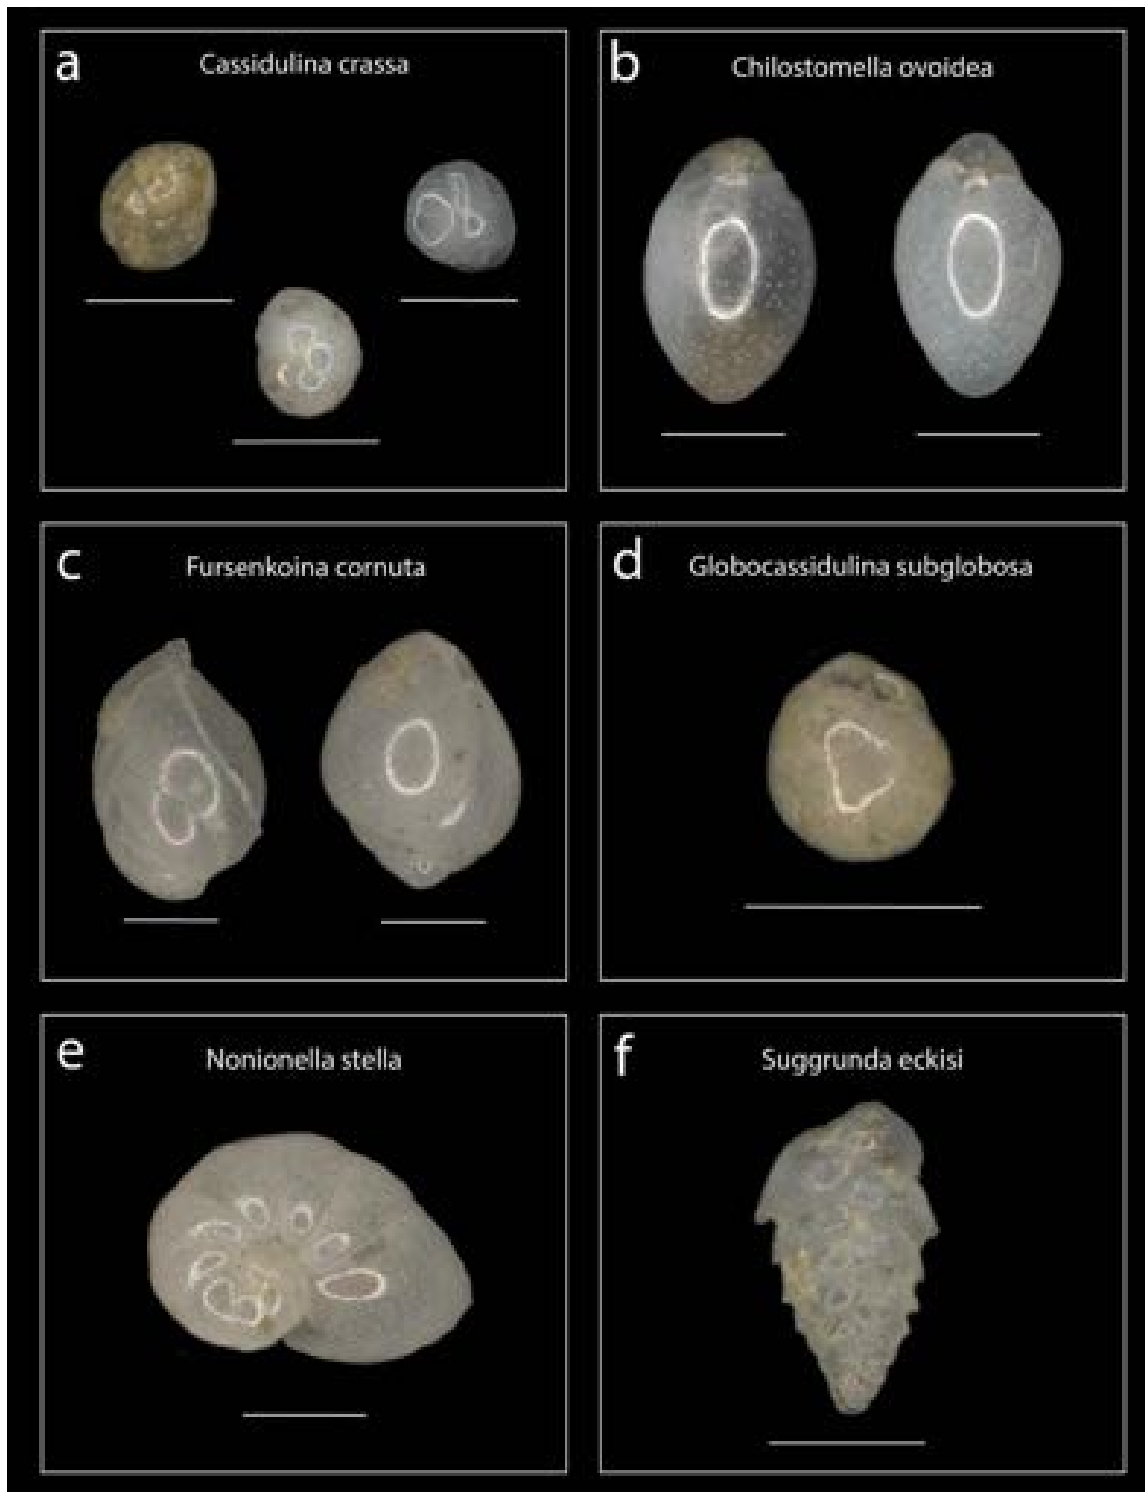 a
Cassidulina crassa
b
Chilostomella ovoidea
c
Fursenkoina cornuta
d
Globocassidulina subglobosa
e
Nonionella stella
f
Suggrunda eckisi